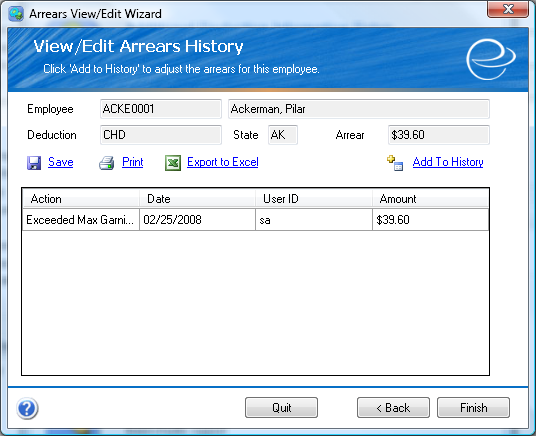 Arrears View/Edit Wizard
View/Edit Arrears History
Click 'Add to History' to adjust the arrears for this employee.
Employee ACKE0001 Ackerman, Pilar
Deduction CHD State AK Arrear $39.60
Save Print Export to Excel Add To History
Action Date User ID Amount
Exceeded Max Garni... 02/25/2008 sa $39.60
Quit < Back Finish